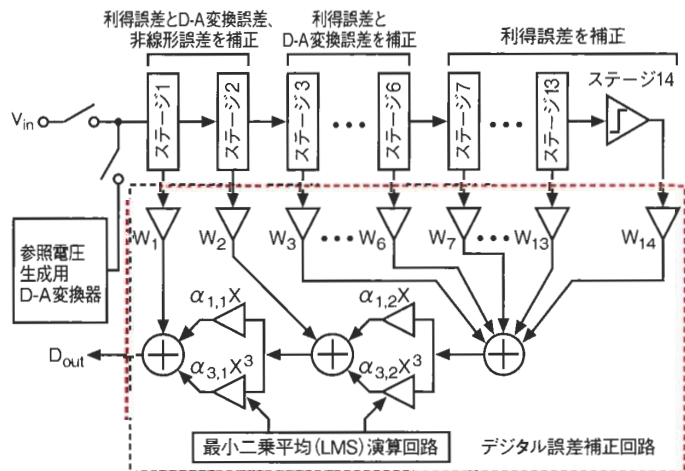 利得誤差とD-A変換誤差、
非線形誤差を補正
利得誤差と
D-A変換誤差を補正
利得誤差を補正
Vin
ステージ1
ステージ2
ステージ3
•••
ステージ6
ステージ7
•••
ステージ13
ステージ14
参照電圧
生成用
D-A変換器
W1
W2
W3
•••
W6
W7
•••
W13
W14
α1,1X
α3,1X³
α1,2X
α3,2X³
Dout
最小二乗平均(LMS)演算回路
デジタル誤差補正回路